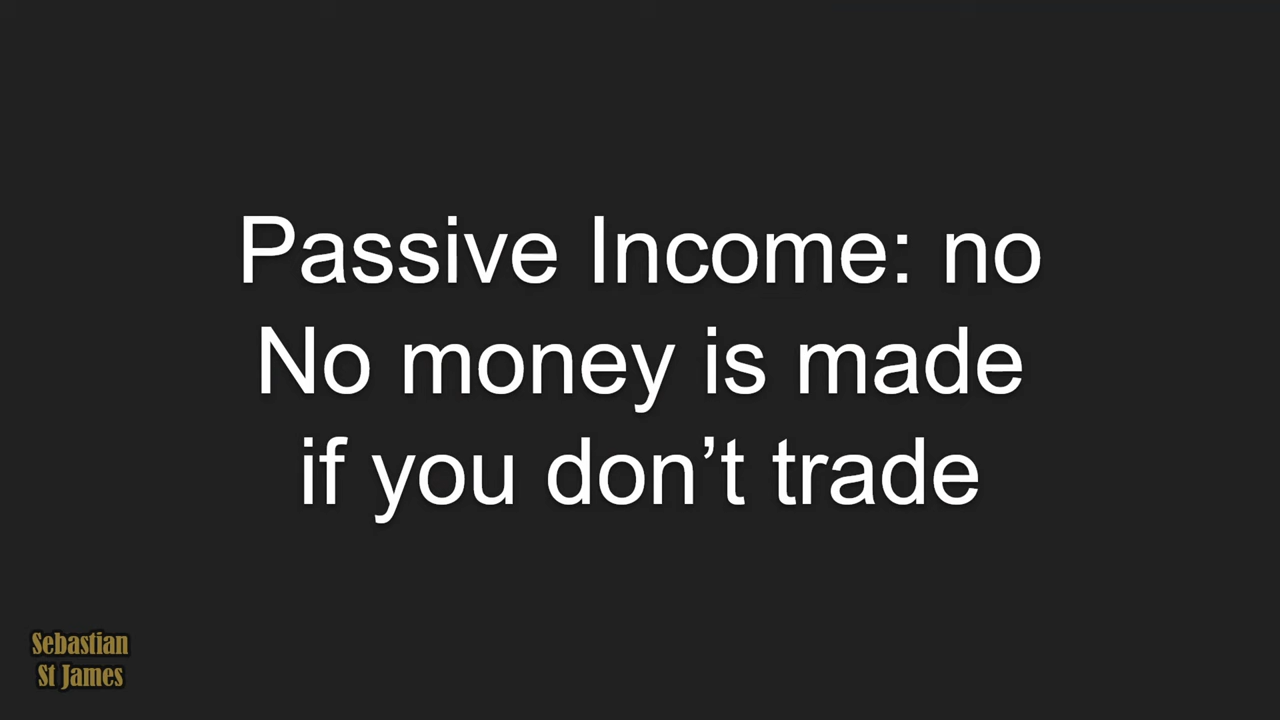 Passive Income: no
No money is made
if you don’t trade
Sebastian
St James